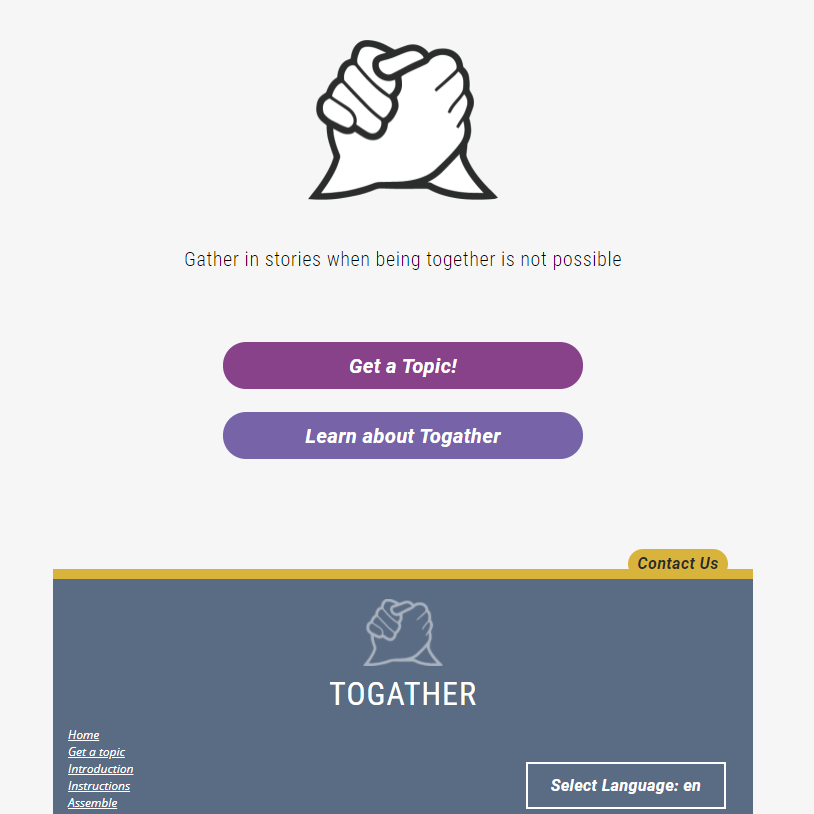 Gather in stories when being together is not possible
Get a Topic!
Learn about Togather
Contact Us
TOGATHER
Home
Get a topic
Introduction
Instructions
Assemble
Select Language: en